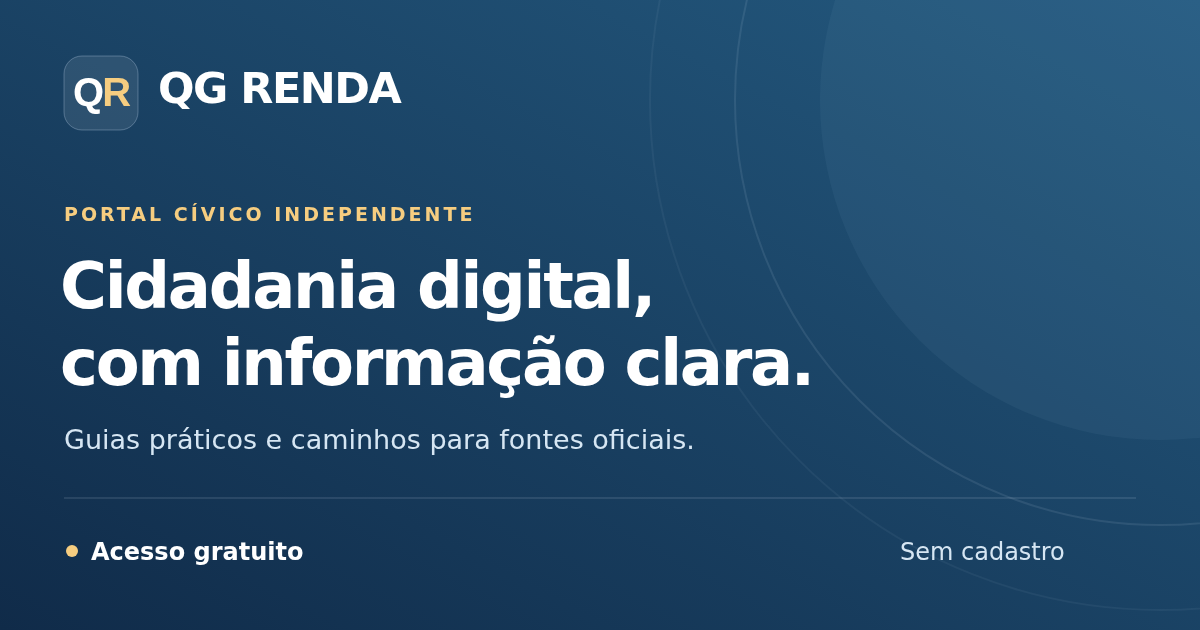 QR
QG RENDA
PORTAL CÍVICO INDEPENDENTE
Cidadania digital,
com informação clara.
Guias práticos e caminhos para fontes oficiais.
Acesso gratuito
Sem cadastro